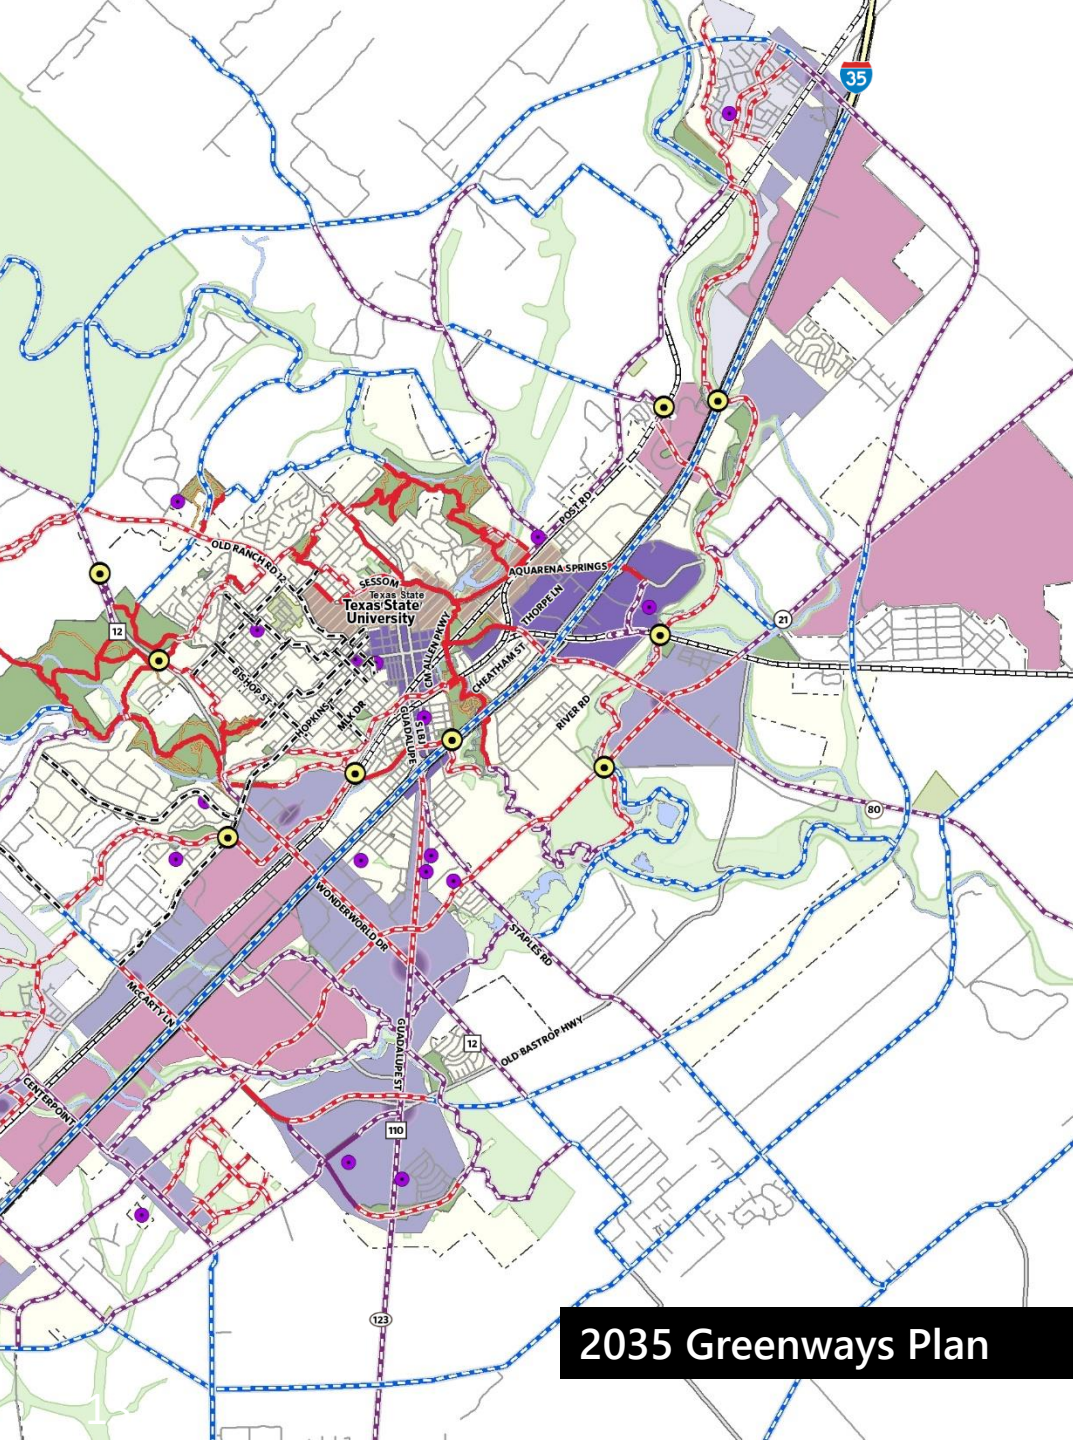 35
POST RD
OLD RANCH RD 12
SESSOM
AQUARENA SPRINGS
Texas State
Texas State
University
THORPE LN
CM ALLEN PKWY
21
12
BISHOP ST
CHEATHAM ST
HOPKINS
MLK DR
GUADALUPE
S LBJ
RIVER RD
80
WONDERWORLD DR
STAPLES RD
McCARTY LN
GUADALUPE ST
12
OLD BASTROP HWY
CENTERPOINT
110
123
2035 Greenways Plan